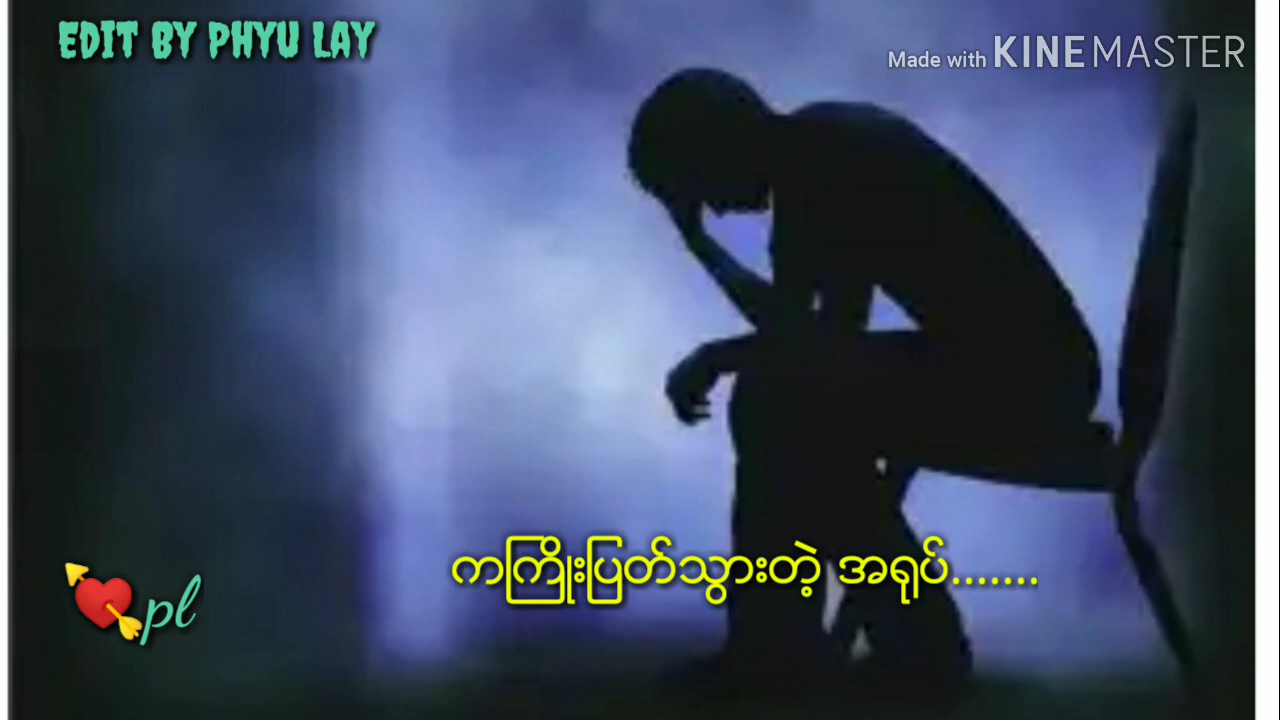 EDIT BY PHYU LAY
Made with KINEMASTER
ကကြိုးပြတ်သွားတဲ့ အရုပ်.......
pl